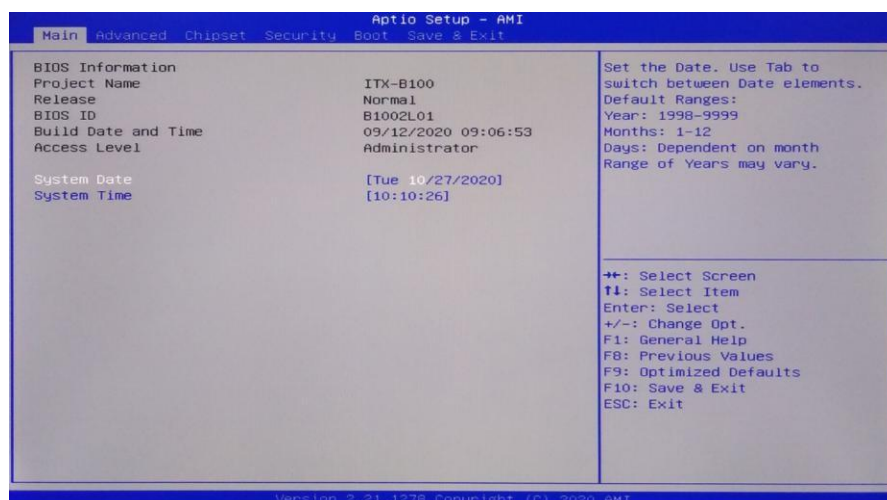 Aptio Setup - AMI
Main Advanced Chipset Security Boot Save & Exit
BIOS Information
Project Name ITX-B100
Release Normal
BIOS ID B1002L01
Build Date and Time 09/12/2020 09:06:53
Access Level Administrator
System Date [Tue 10/27/2020]
System Time [10:10:26]
Set the Date. Use Tab to
switch between Date elements.
Default Ranges:
Year: 1998-9999
Months: 1-12
Days: Dependent on month
Range of Years may vary.
→←: Select Screen
↑↓: Select Item
Enter: Select
+/-: Change Opt.
F1: General Help
F8: Previous Values
F9: Optimized Defaults
F10: Save & Exit
ESC: Exit
Version 2.21.1278 Copyright (C) 2020 AMI